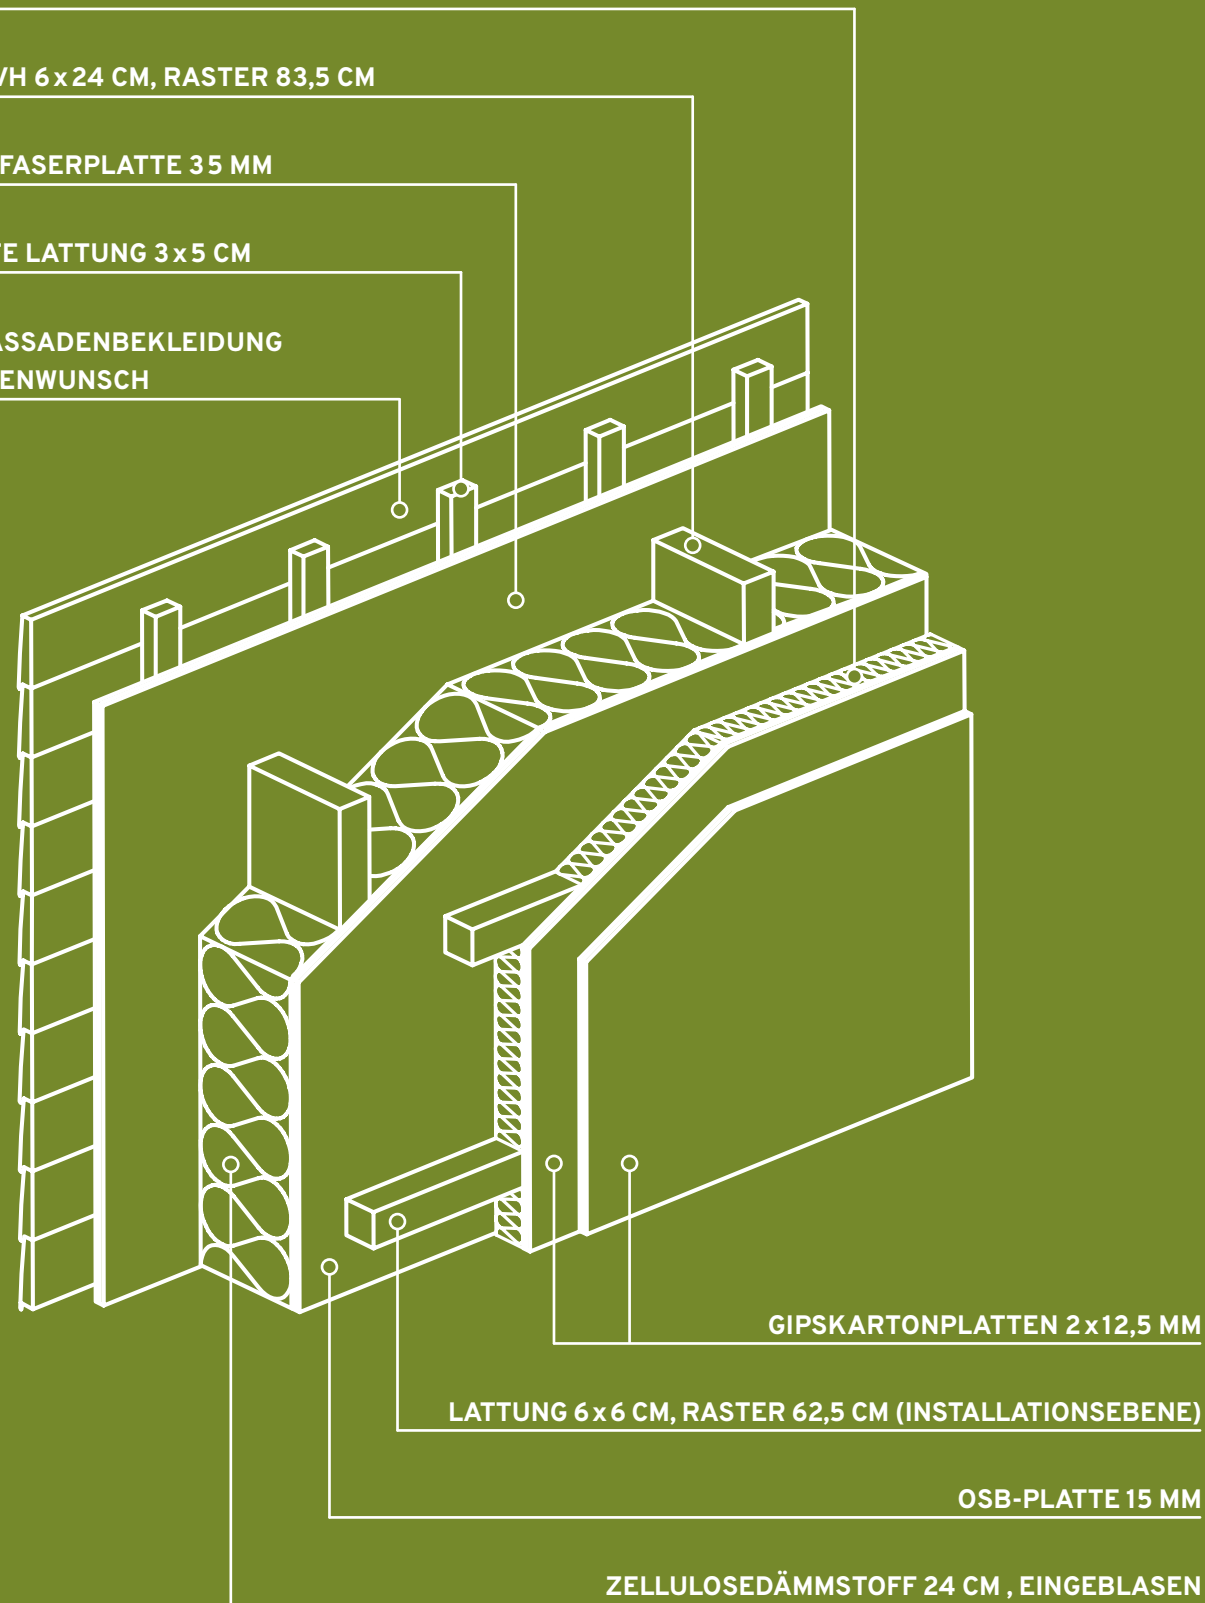 VH 6 x 24 CM, RASTER 83,5 CM
FASERPLATTE 35 MM
TE LATTUNG 3 x 5 CM
ASSADENBEKLEIDUNG
ENWUNSCH
GIPSKARTONPLATTEN 2 x 12,5 MM
LATTUNG 6 x 6 CM, RASTER 62,5 CM (INSTALLATIONSEBENE)
OSB-PLATTE 15 MM
ZELLULOSEDÄMMSTOFF 24 CM , EINGEBLASEN